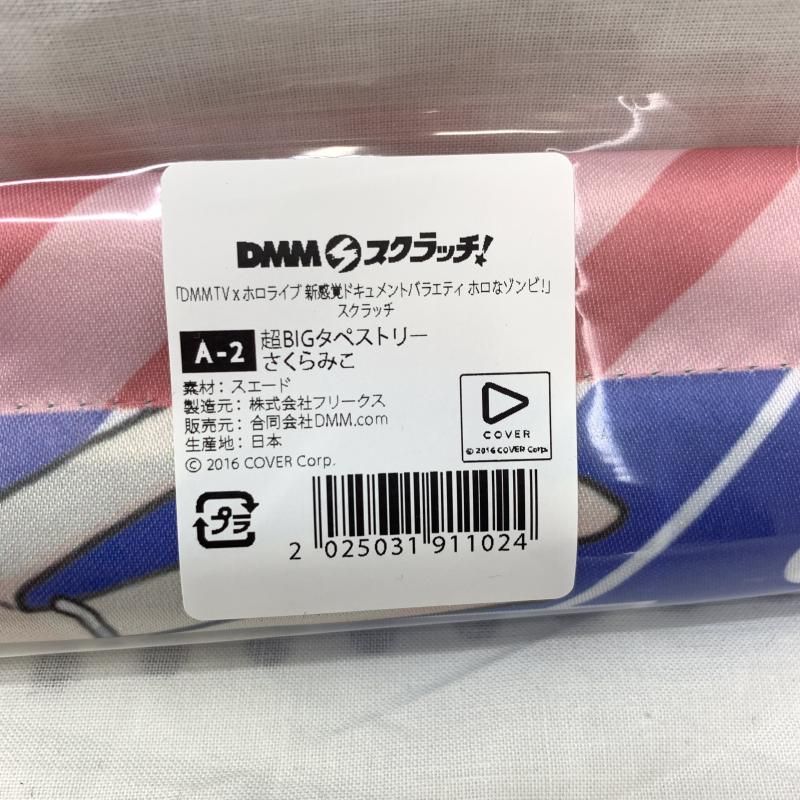 DMMスクラッチ!
「DMM TV x ホロライブ 新感覚ドキュメントバラエティ ホロなゾンビ!」
スクラッチ
A-2
超BIGタペストリー
さくらみこ
素材：スエード
製造元：株式会社フリークス
販売元：合同会社DMM.com
生産地：日本
© 2016 COVER Corp.
COVER
© 2016 COVER Corp.
プラ
2 025031 911024